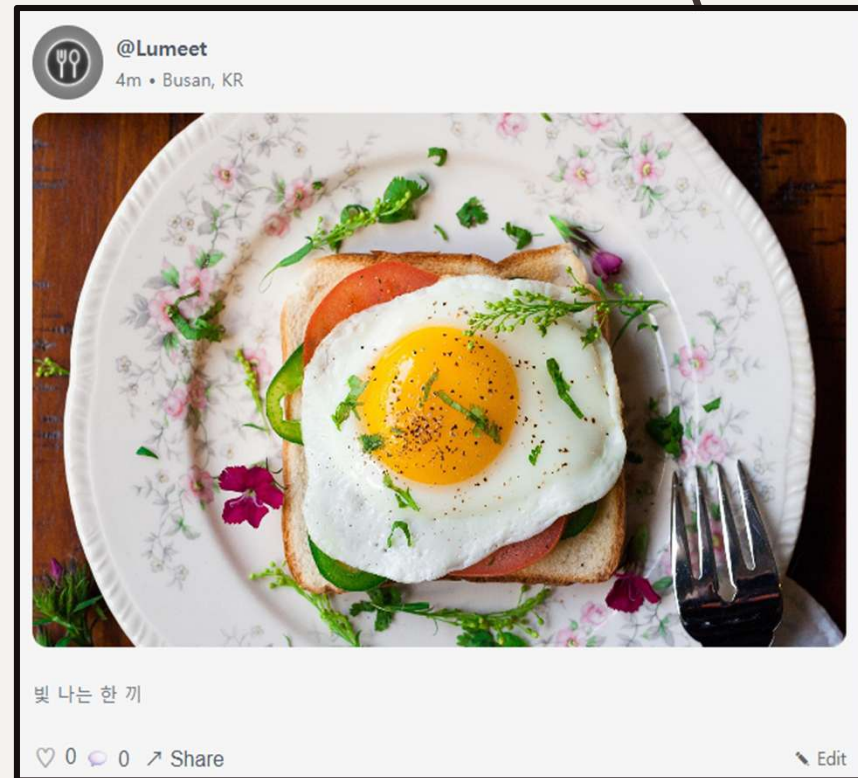 @Lumeet
4m • Busan, KR
빛 나는 한 끼
♡ 0 💬 0 ↗ Share
✎ Edit